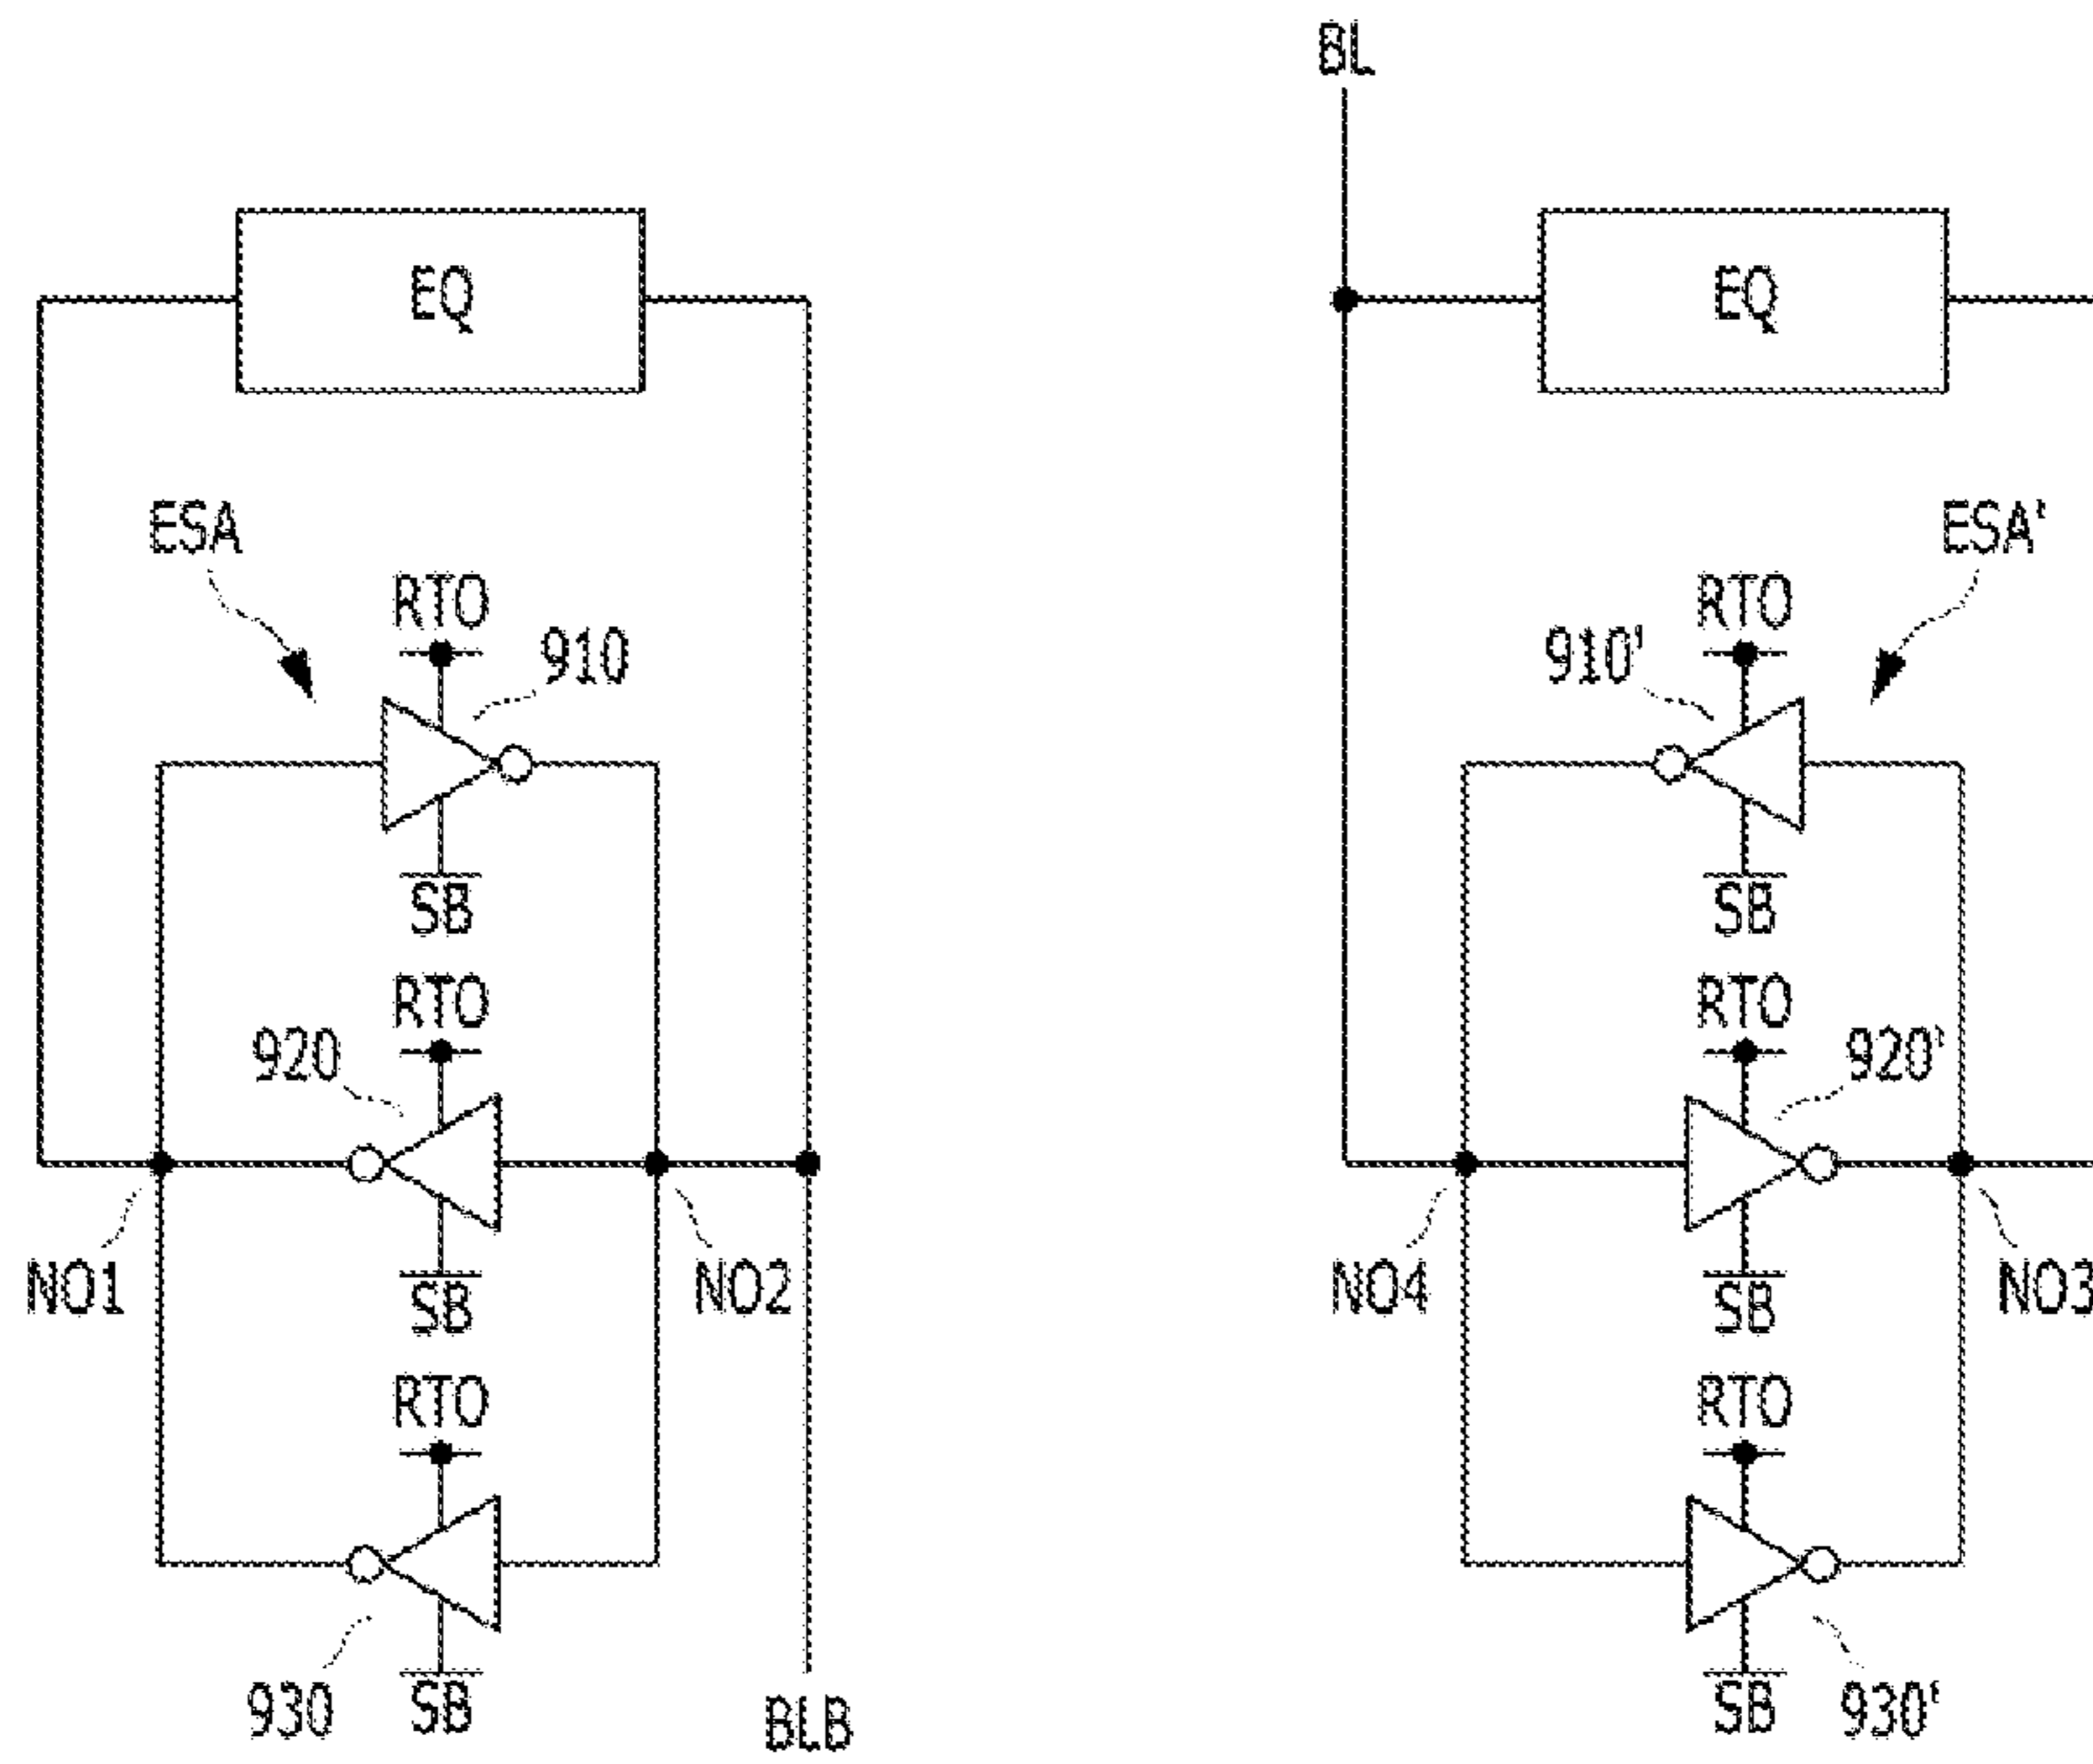 EQ
ESA
RTO
910
SB
RTO
920
SB
NO1
NO2
RTO
930
SB
BLB
BL
EQ
ESA'
RTO
910'
SB
RTO
920'
SB
NO4
NO3
RTO
SB
930'